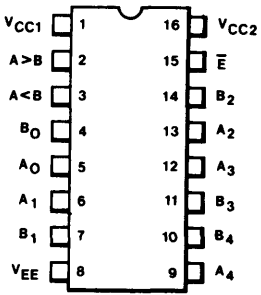 VCC1 1 16 VCC2
A>B 2 15 E̅
A<B 3 14 B2
B0 4 13 A2
A0 5 12 A3
A1 6 11 B3
B1 7 10 B4
VEE 8 9 A4